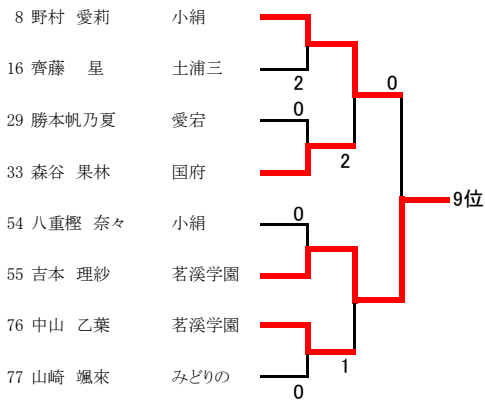 8 野村 愛莉 小絹
16 齊藤 星 土浦三
2
0
0
29 勝本帆乃夏 愛宕
33 森谷 果林 国府
2
9位
54 八重樫 奈々 小絹
0
55 吉本 理紗 茗溪学園
76 中山 乙葉 茗溪学園
1
77 山崎 颯來 みどりの
0